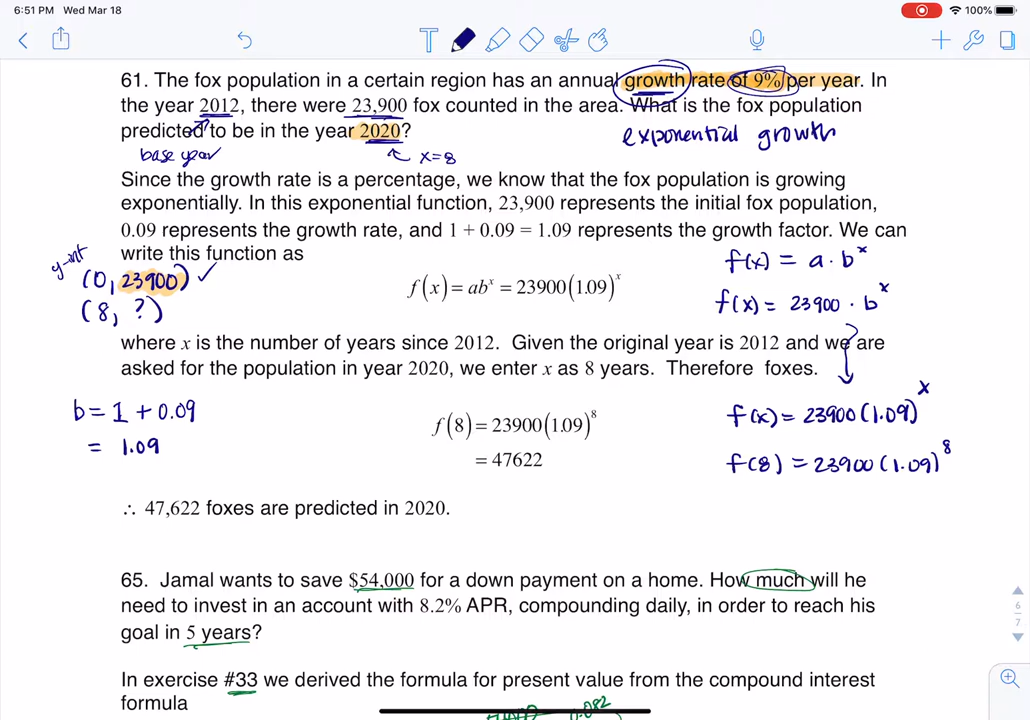 6:51 PM Wed Mar 18
100%
61. The fox population in a certain region has an annual growth rate of 9% per year. In
the year 2012, there were 23,900 fox counted in the area. What is the fox population
predicted to be in the year 2020?
exponential growth
base year
x=8
Since the growth rate is a percentage, we know that the fox population is growing
exponentially. In this exponential function, 23,900 represents the initial fox population,
0.09 represents the growth rate, and 1 + 0.09 = 1.09 represents the growth factor. We can
write this function as
y-int
(0, 23900) ✓
(8, ?)
f(x) = abˣ = 23900(1.09)ˣ
f(x) = a · bˣ
f(x) = 23900 · bˣ
where x is the number of years since 2012. Given the original year is 2012 and we are
asked for the population in year 2020, we enter x as 8 years. Therefore foxes.
b = 1 + 0.09
= 1.09
f(8) = 23900(1.09)⁸
= 47622
f(x) = 23900(1.09)ˣ
f(8) = 23900(1.09)⁸
∴ 47,622 foxes are predicted in 2020.
65. Jamal wants to save $54,000 for a down payment on a home. How much will he
need to invest in an account with 8.2% APR, compounding daily, in order to reach his
goal in 5 years?
In exercise #33 we derived the formula for present value from the compound interest
formula
0.082
6
7